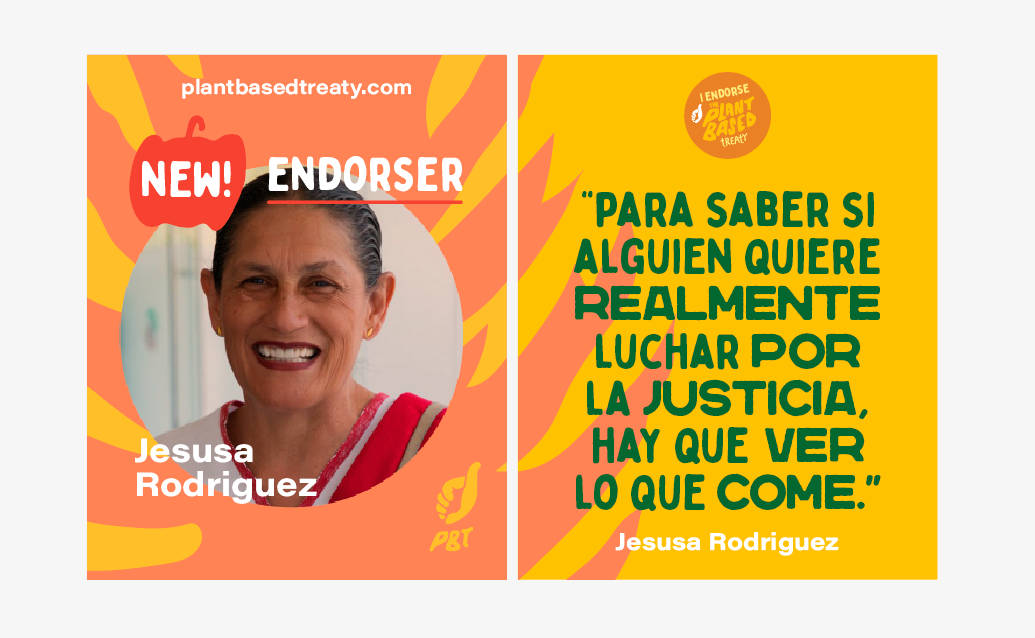 plantbasedtreaty.com
NEW!
ENDORSER
Jesusa
Rodriguez
PBT
I ENDORSE
THE
PLANT
BASED
TREATY
“PARA SABER SI
ALGUIEN QUIERE
REALMENTE
LUCHAR POR
LA JUSTICIA,
HAY QUE VER
LO QUE COME.”
Jesusa Rodriguez